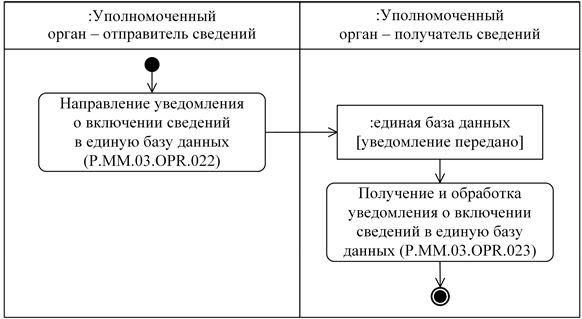 :Уполномоченный
орган – отправитель сведений
:Уполномоченный
орган – получатель сведений
Направление уведомления
о включении сведений
в единую базу данных
(P.MM.03.OPR.022)
:единая база данных
[уведомление передано]
Получение и обработка
уведомления о включении
сведений в единую базу
данных (P.MM.03.OPR.023)